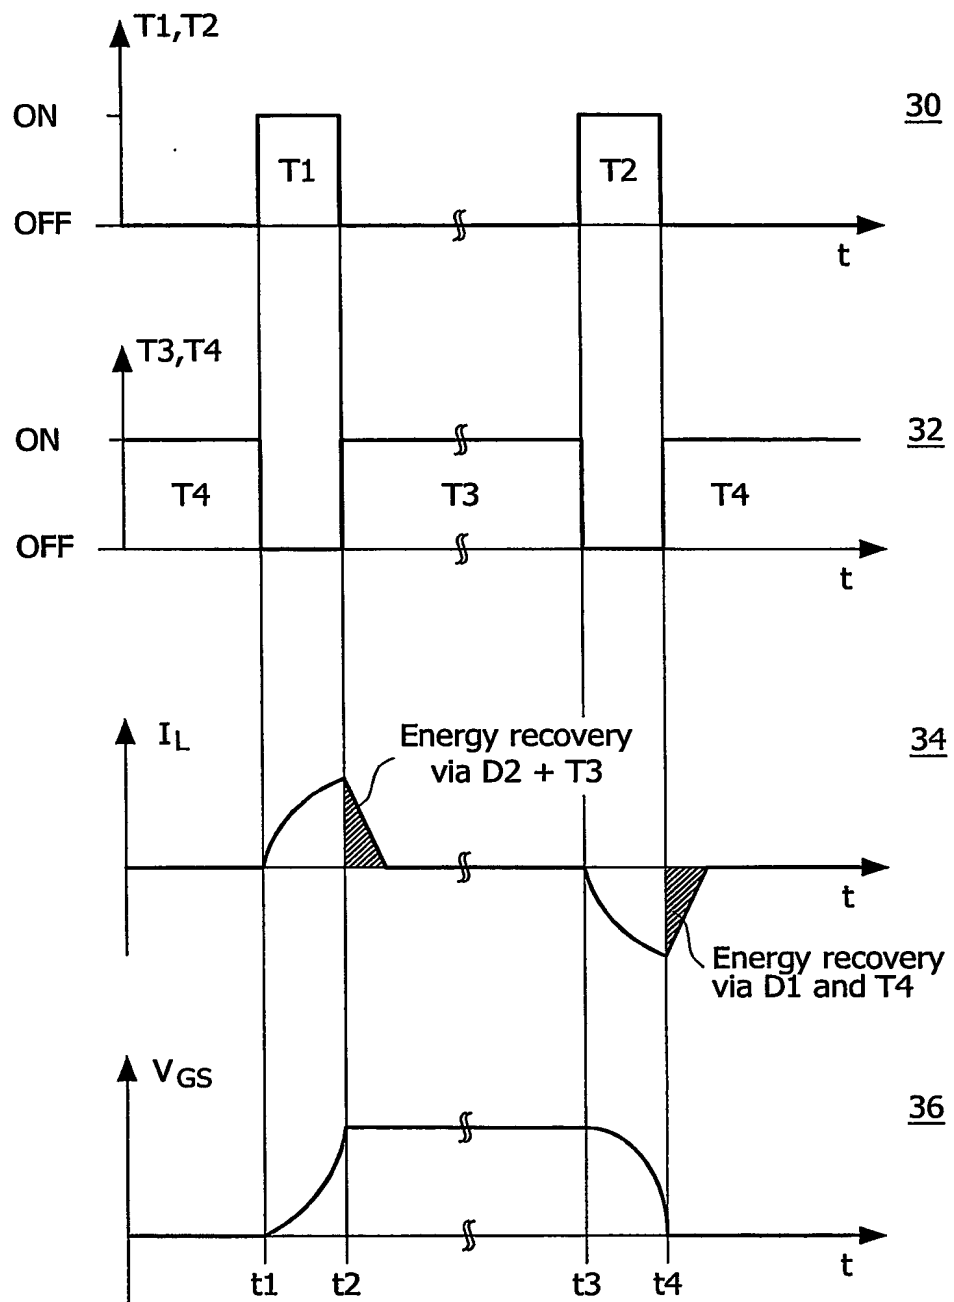 T1,T2
30
ON
T1
T2
OFF
t
T3,T4
ON
32
T4
T3
T4
OFF
t
IL
Energy recovery
via D2 + T3
34
t
Energy recovery
via D1 and T4
VGS
36
t
t1
t2
t3
t4